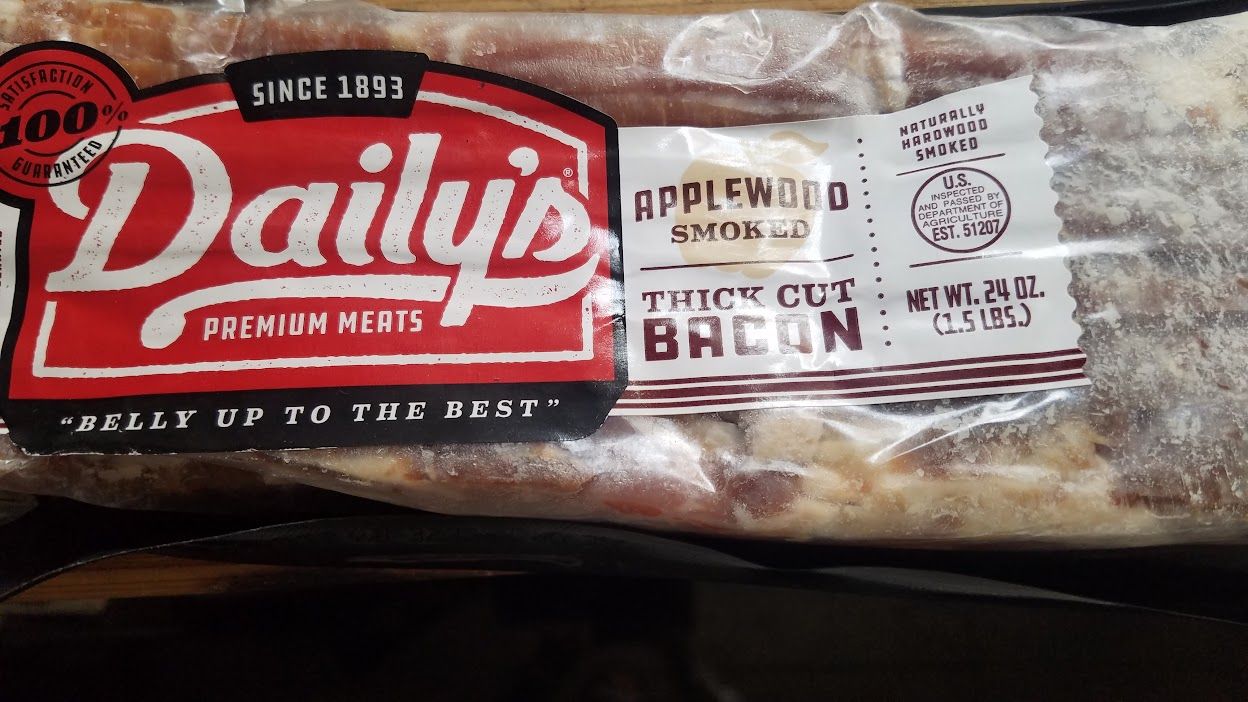 SATISFACTION
100%
GUARANTEED
SINCE 1893
Daily's®
PREMIUM MEATS
"BELLY UP TO THE BEST"
APPLEWOOD
SMOKED
THICK CUT
BACON
NATURALLY
HARDWOOD
SMOKED
U.S.
INSPECTED
AND PASSED BY
DEPARTMENT OF
AGRICULTURE
EST. 51207
NET WT. 24 OZ.
(1.5 LBS.)